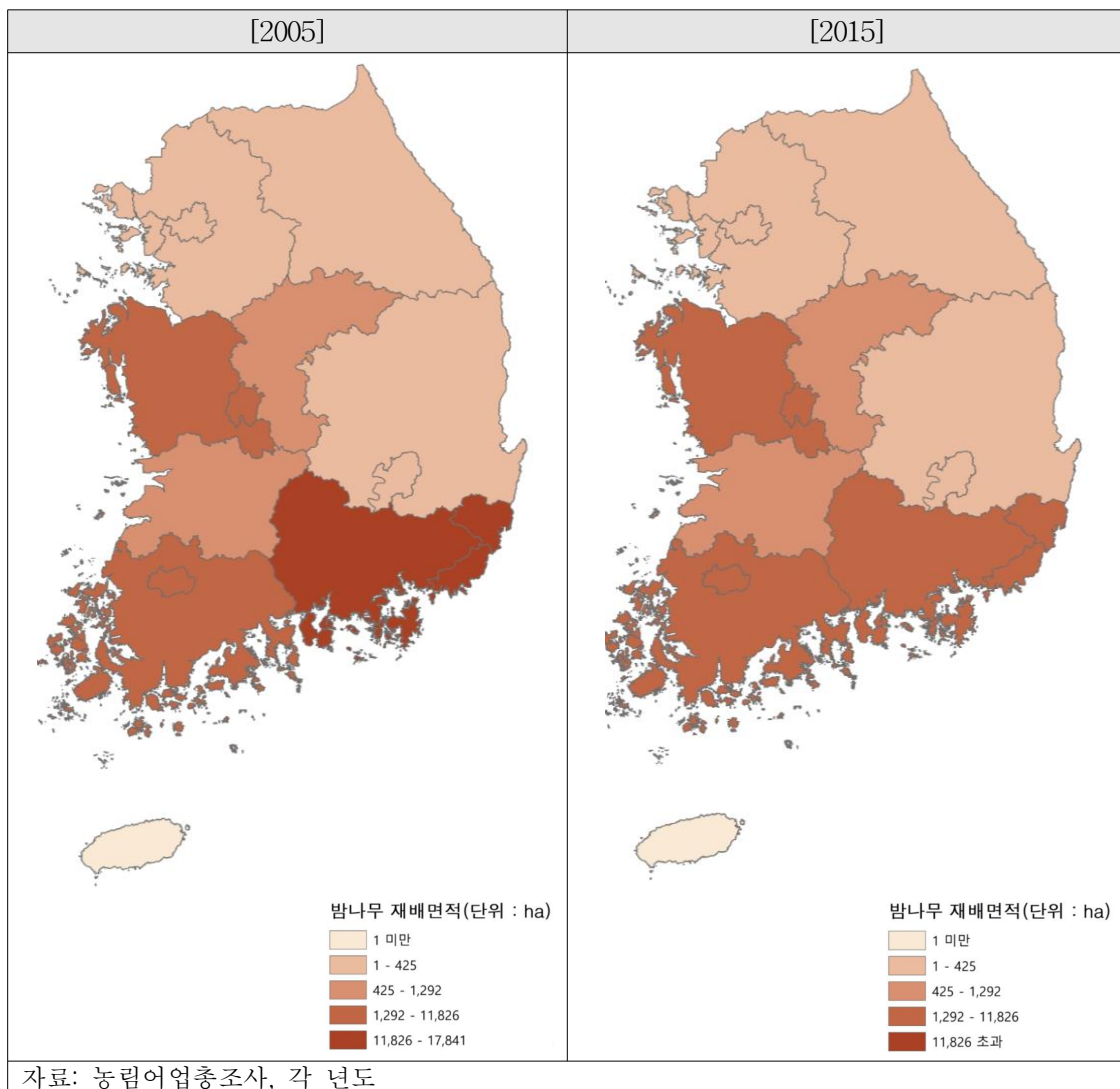 [2005]
[2015]
밤나무 재배면적(단위 : ha)
1 미만
1 - 425
425 - 1,292
1,292 - 11,826
11,826 - 17,841
밤나무 재배면적(단위 : ha)
1 미만
1 - 425
425 - 1,292
1,292 - 11,826
11,826 초과
자료: 농림어업총조사, 각 년도